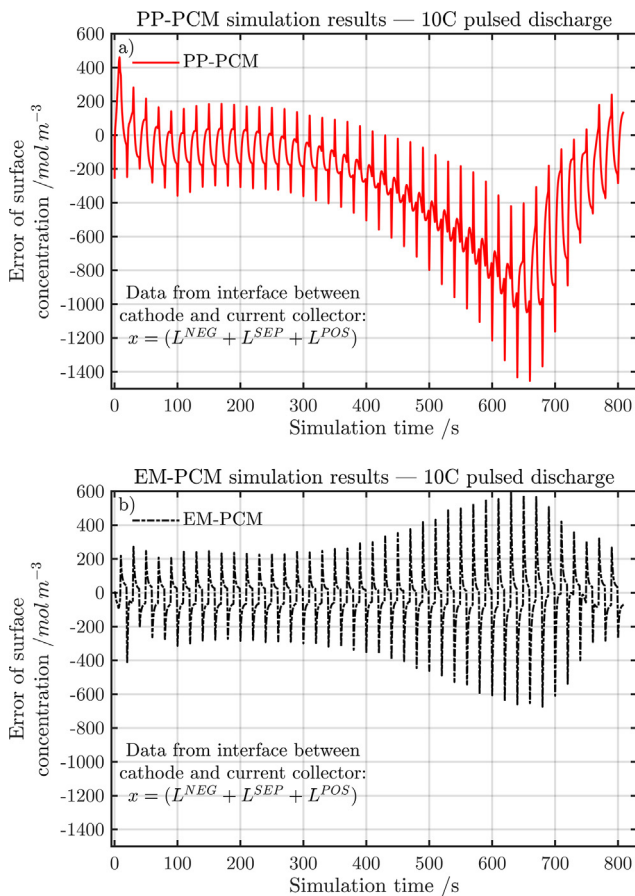 PP-PCM simulation results — 10C pulsed discharge
a)
PP-PCM
600
400
200
0
-200
-400
-600
-800
-1000
-1200
-1400
Error of surface
concentration /mol m⁻³
Data from interface between
cathode and current collector:
x = (L^{NEG} + L^{SEP} + L^{POS})
0 100 200 300 400 500 600 700 800
Simulation time /s
EM-PCM simulation results — 10C pulsed discharge
b)
EM-PCM
600
400
200
0
-200
-400
-600
-800
-1000
-1200
-1400
Error of surface
concentration /mol m⁻³
Data from interface between
cathode and current collector:
x = (L^{NEG} + L^{SEP} + L^{POS})
0 100 200 300 400 500 600 700 800
Simulation time /s